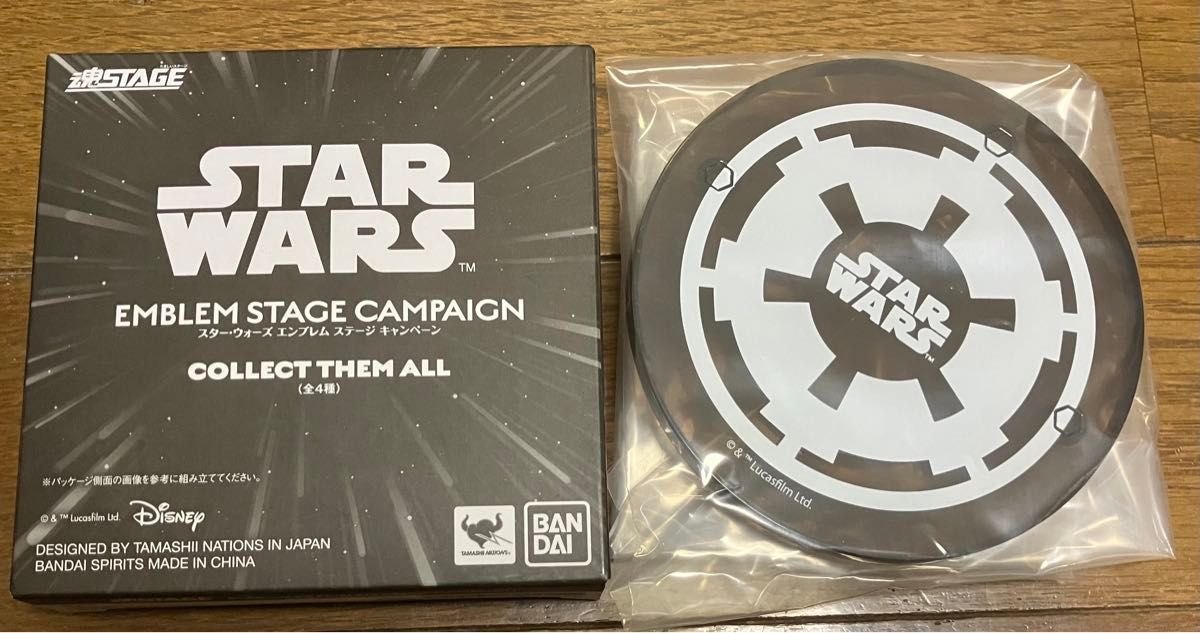 魂STAGE
STAR
WARS™
EMBLEM STAGE CAMPAIGN
スター・ウォーズ エンブレム ステージ キャンペーン
COLLECT THEM ALL
(全4種)
※パッケージ側面の画像を参考に組み立ててください。
© & ™ Lucasfilm Ltd. Disney
DESIGNED BY TAMASHII NATIONS IN JAPAN
BANDAI SPIRITS MADE IN CHINA
TAMASHII NATIONS
BAN
DAI
STAR
WARS™
© & ™ Lucasfilm Ltd.